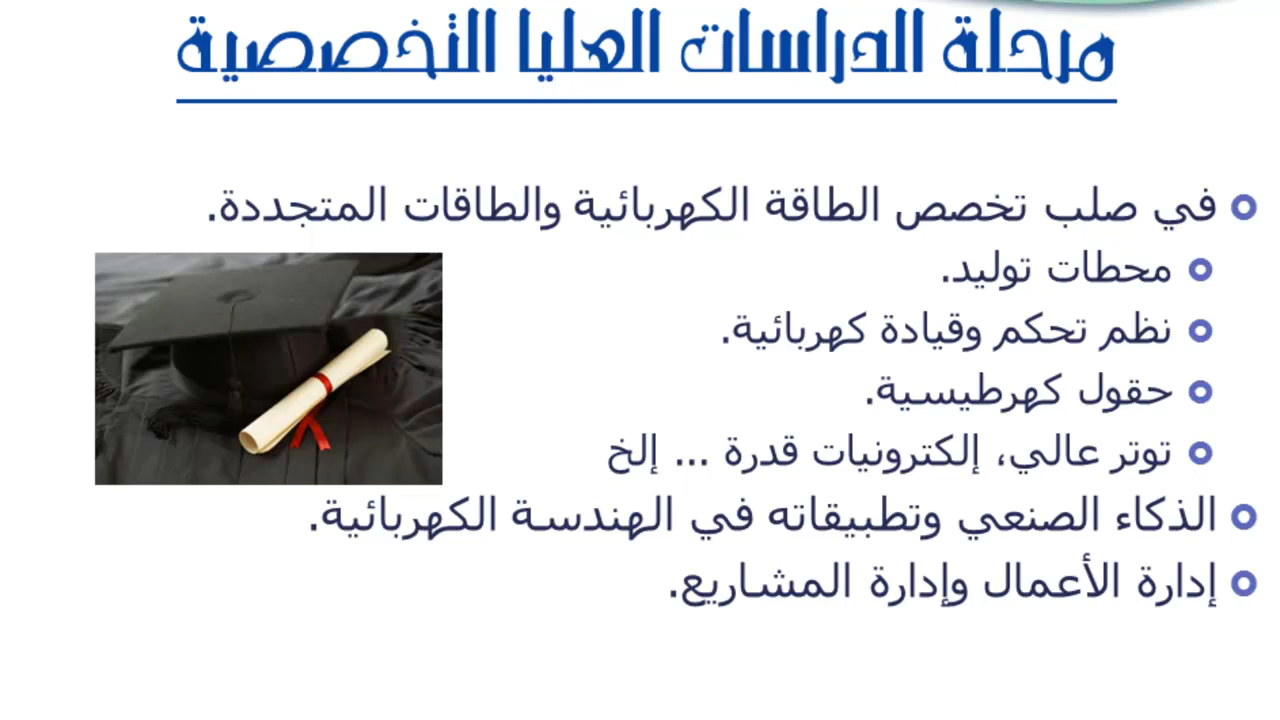 مرحلة الدراسات العليا التخصصية
في صلب تخصص الطاقة الكهربائية والطاقات المتجددة.
محطات توليد.
نظم تحكم وقيادة كهربائية.
حقول كهرطيسية.
توتر عالي، إلكترونيات قدرة ... إلخ
الذكاء الصنعي وتطبيقاته في الهندسة الكهربائية.
إدارة الأعمال وإدارة المشاريع.